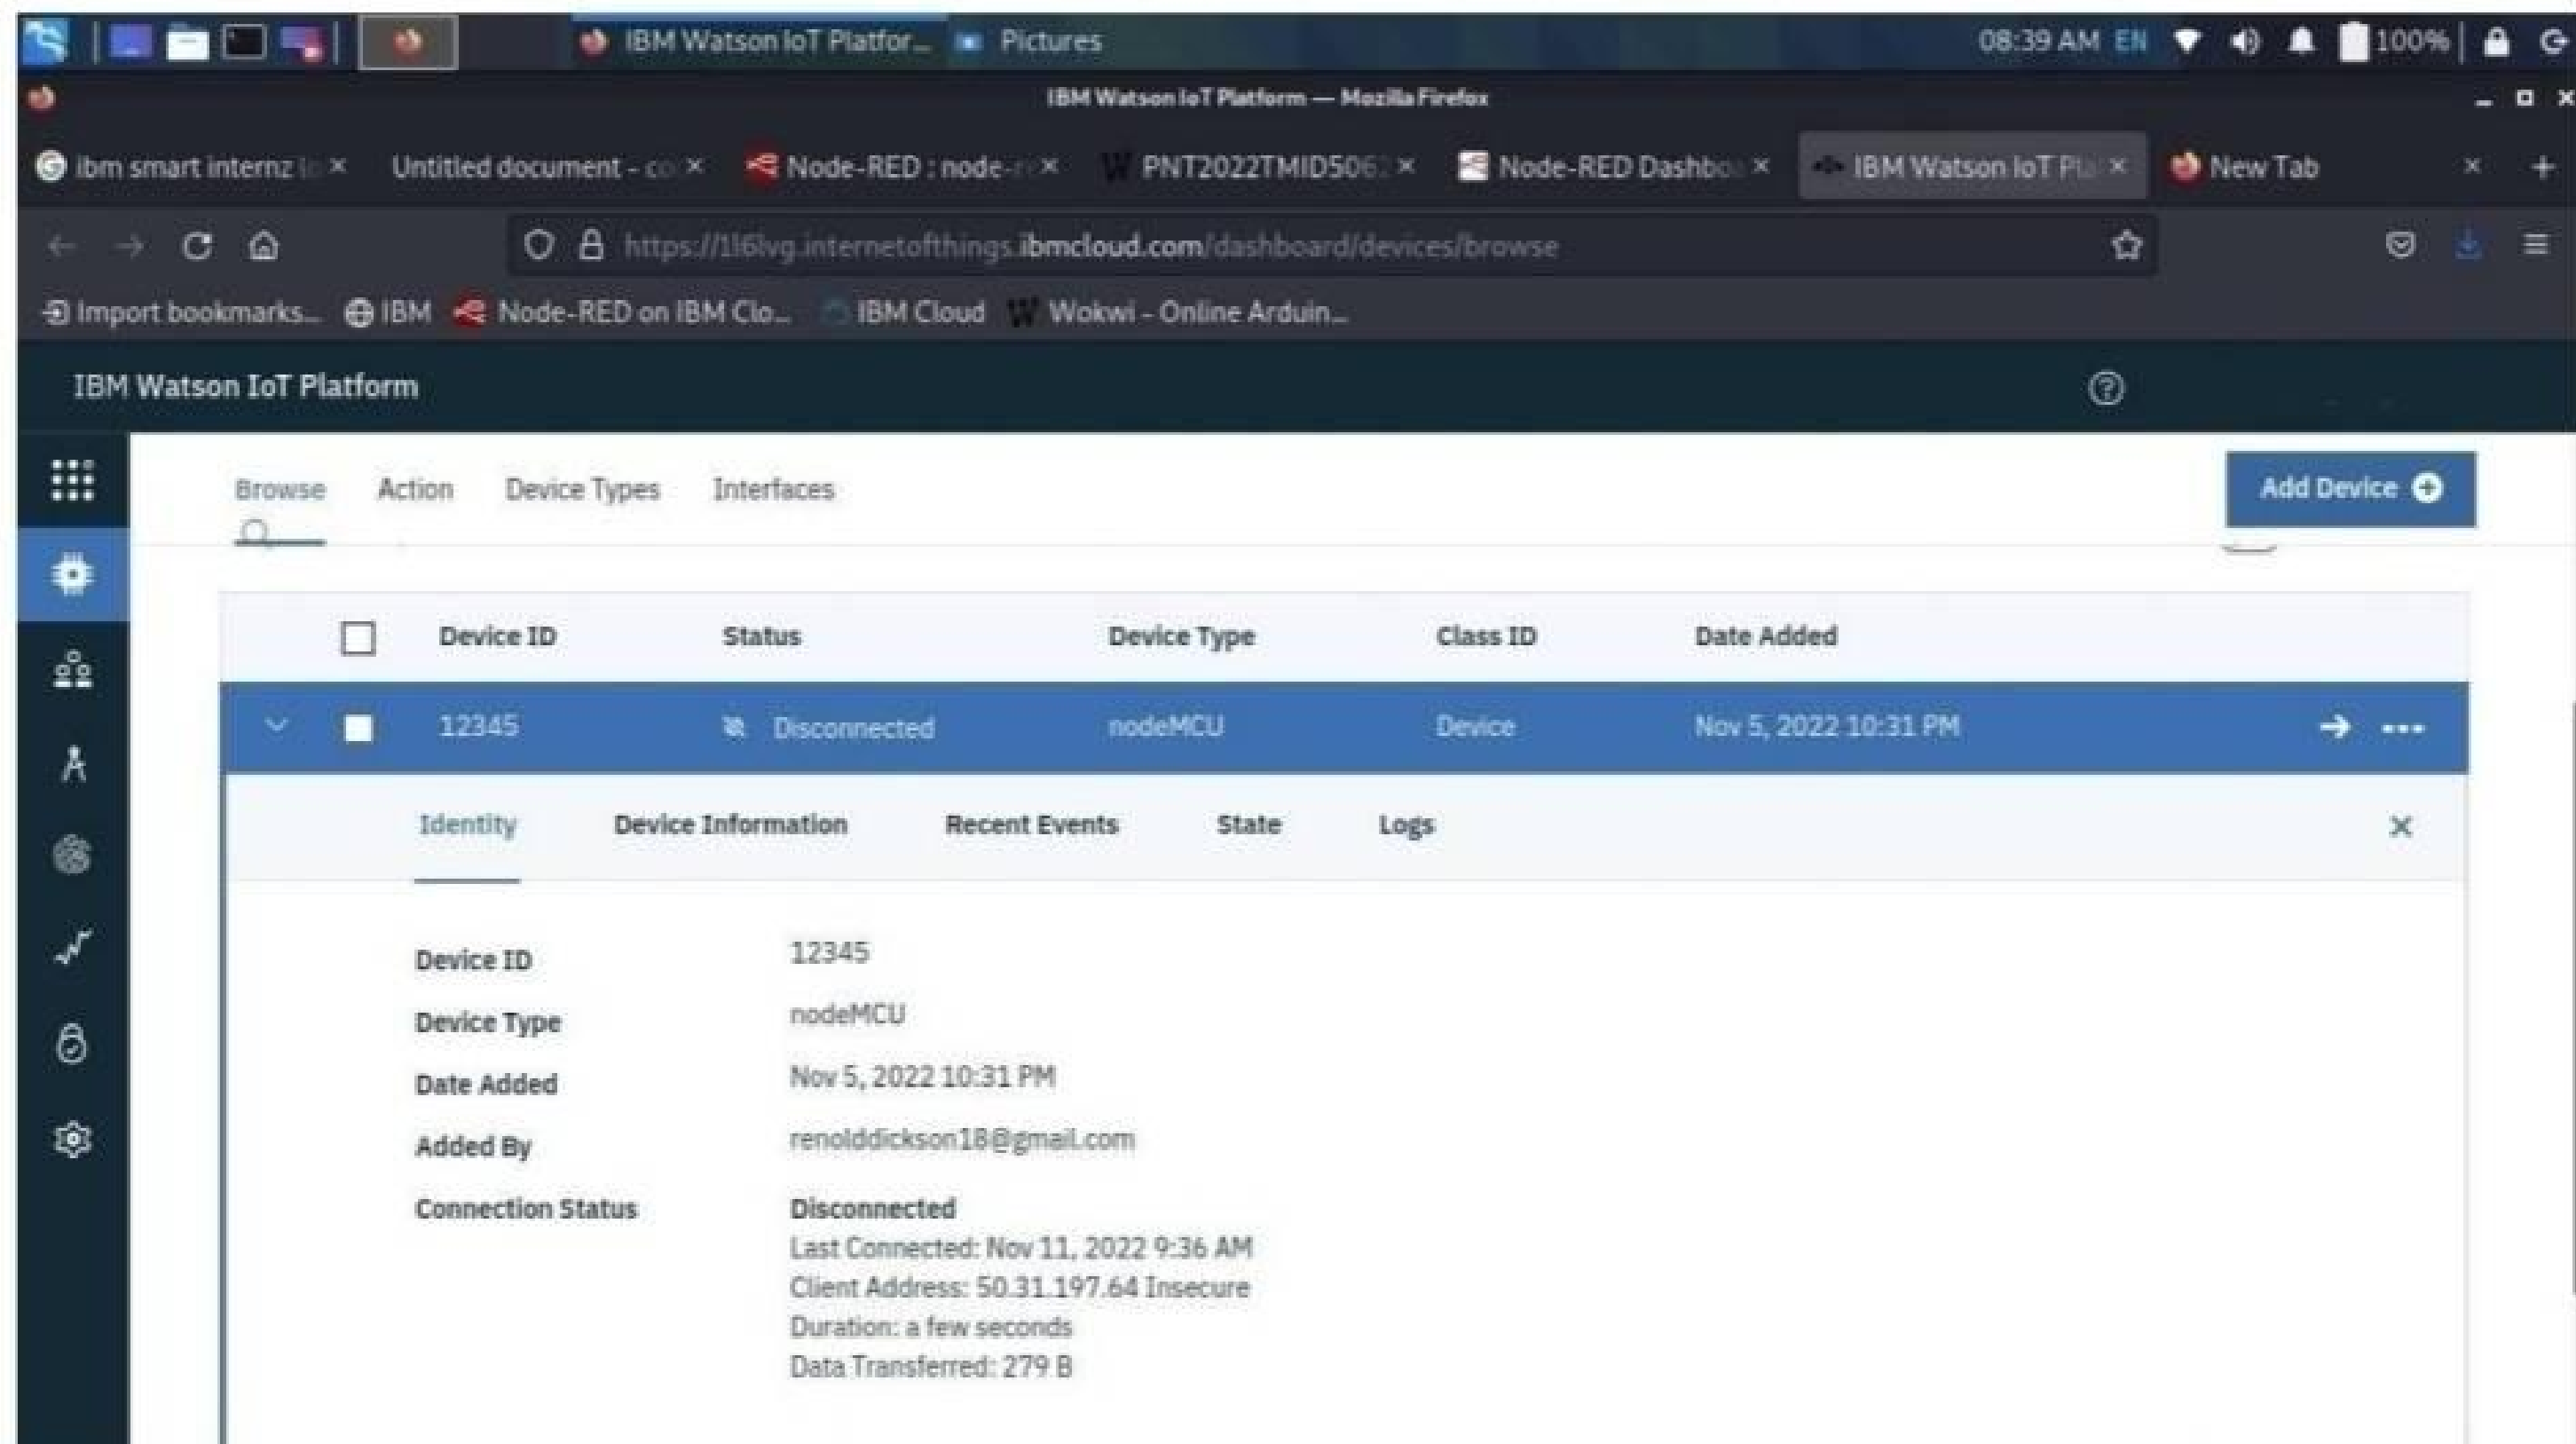 IBM Watson IoT Platfor... Pictures 08:39 AM EN 100%
IBM Watson IoT Platform — Mozilla Firefox
ibm smart internz Untitled document - co Node-RED : node-r PNT2022TMID506 Node-RED Dashbo IBM Watson IoT Pla New Tab
https://1l6lvg.internetofthings.ibmcloud.com/dashboard/devices/browse
Import bookmarks... IBM Node-RED on IBM Clo... IBM Cloud Wokwi - Online Arduin...
IBM Watson IoT Platform
Browse Action Device Types Interfaces Add Device
Device ID Status Device Type Class ID Date Added
12345 Disconnected nodeMCU Device Nov 5, 2022 10:31 PM
Identity Device Information Recent Events State Logs
Device ID 12345
Device Type nodeMCU
Date Added Nov 5, 2022 10:31 PM
Added By renolddickson18@gmail.com
Connection Status Disconnected
Last Connected: Nov 11, 2022 9:36 AM
Client Address: 50.31.197.64 Insecure
Duration: a few seconds
Data Transferred: 279 B